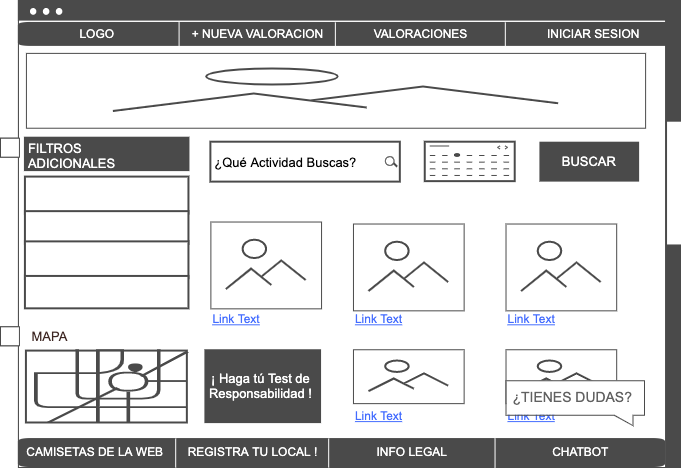 LOGO
+ NUEVA VALORACION
VALORACIONES
INICIAR SESION
FILTROS
ADICIONALES
¿Qué Actividad Buscas?
BUSCAR
Link Text
Link Text
Link Text
MAPA
¡ Haga tú Test de
Responsabilidad !
¿TIENES DUDAS?
Link Text
Link Text
CAMISETAS DE LA WEB
REGISTRA TU LOCAL !
INFO LEGAL
CHATBOT